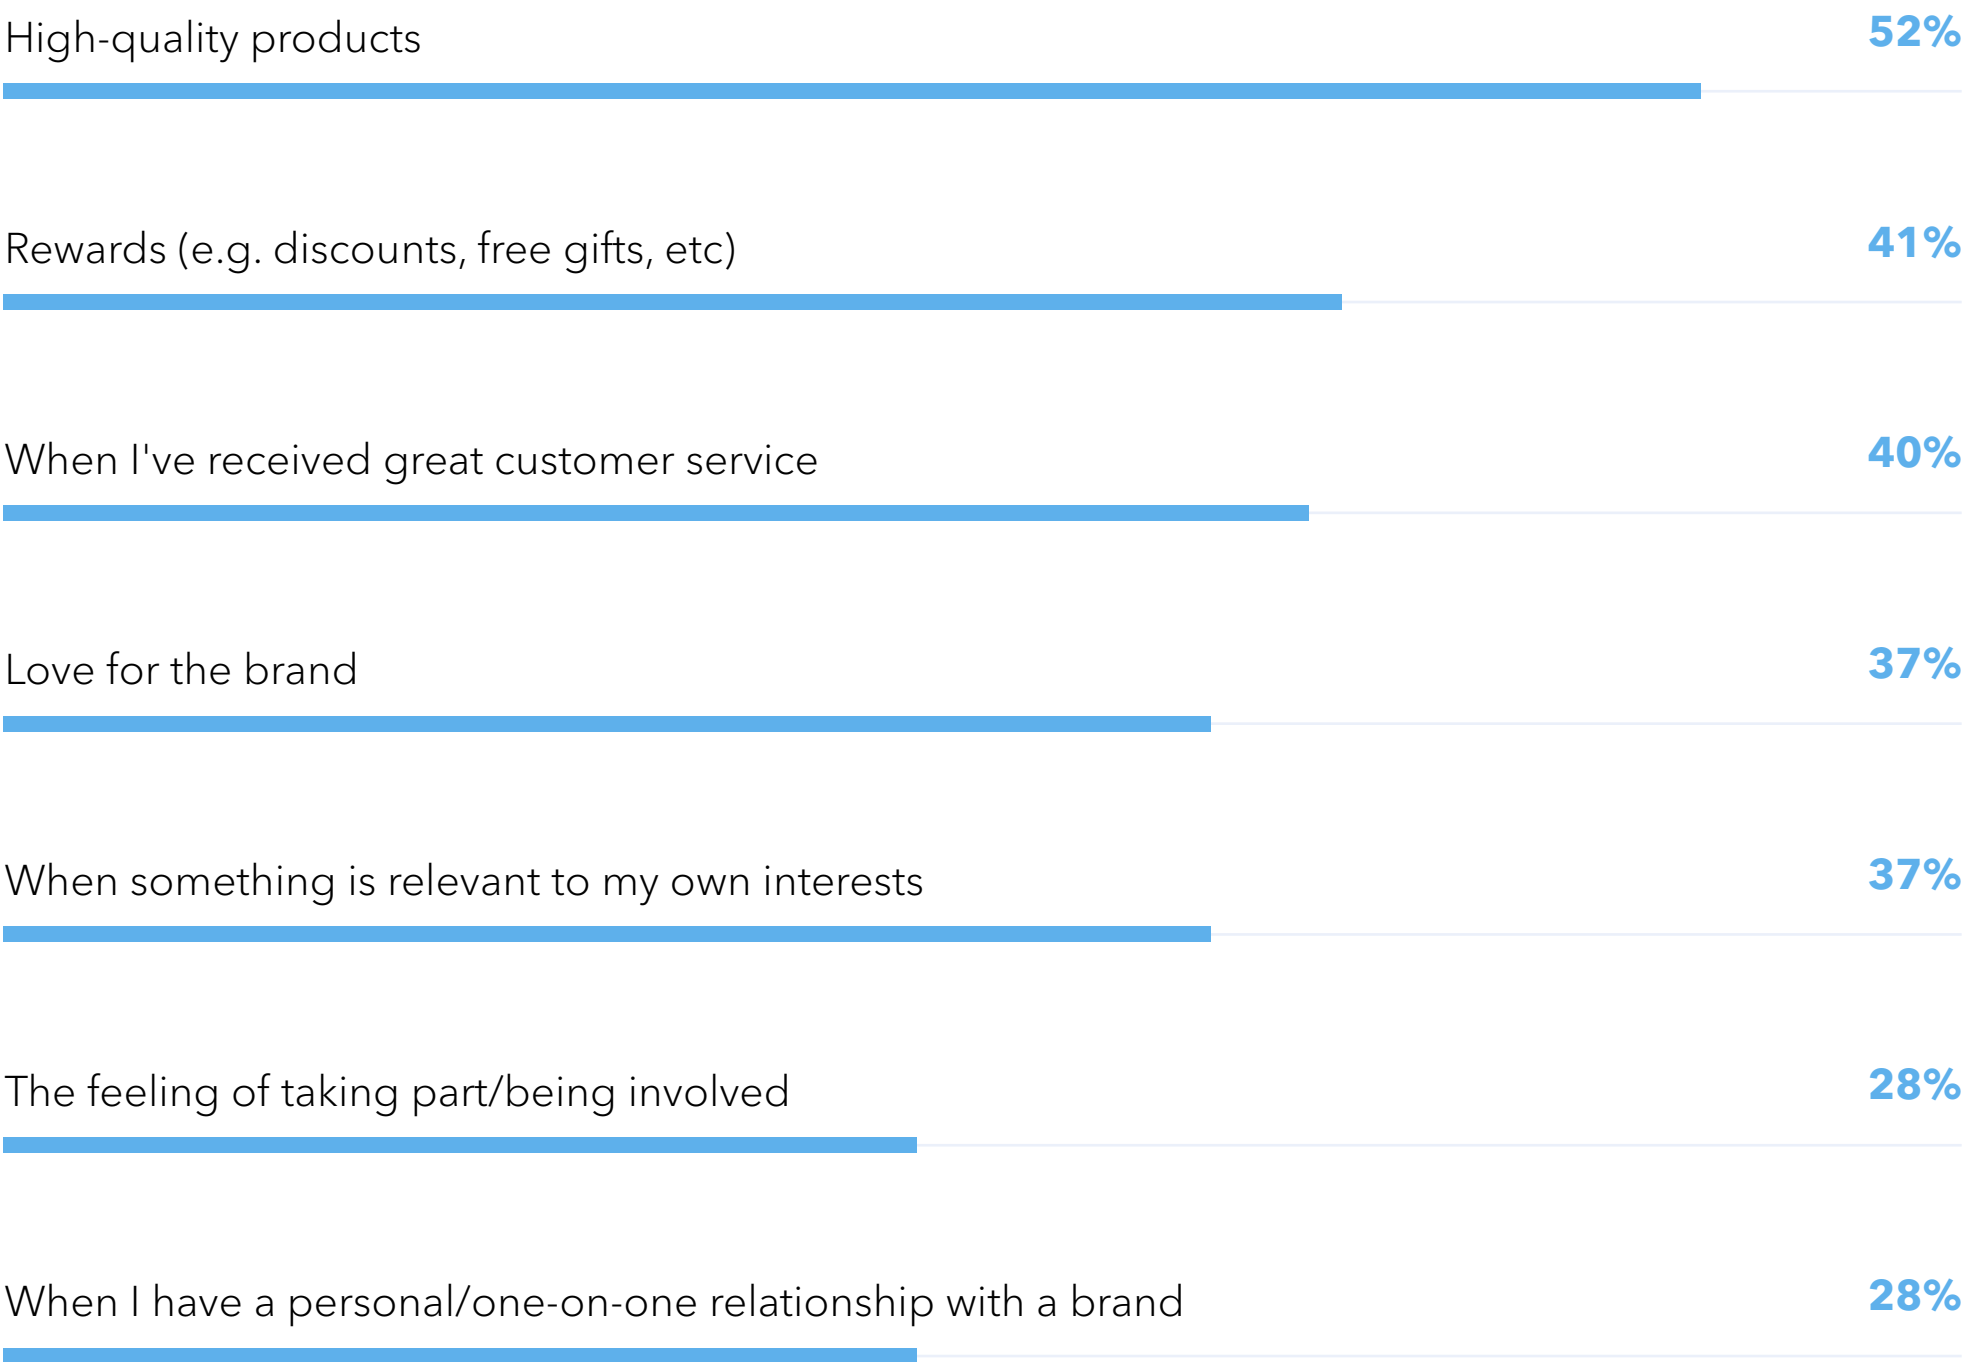 High-quality products 52%
Rewards (e.g. discounts, free gifts, etc) 41%
When I've received great customer service 40%
Love for the brand 37%
When something is relevant to my own interests 37%
The feeling of taking part/being involved 28%
When I have a personal/one-on-one relationship with a brand 28%